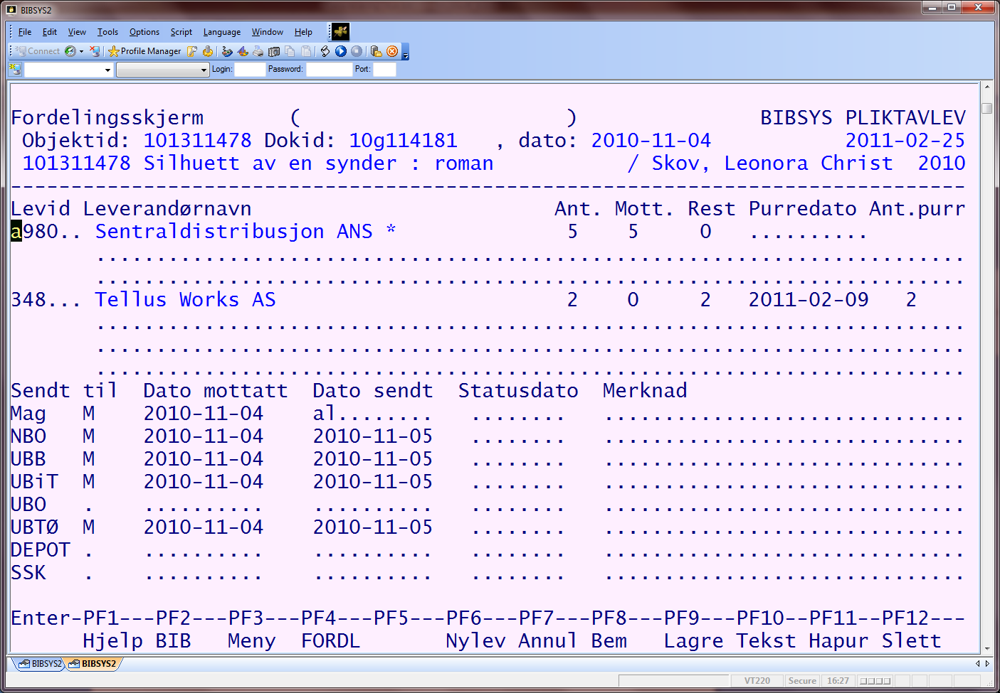 BIBSYS2
File Edit View Tools Options Script Language Window Help
Connect Profile Manager
Login: Password: Port:
Fordelingsskjerm ( ) BIBSYS PLIKTAVLEV
Objektid: 101311478 Dokid: 10g114181 , dato: 2010-11-04 2011-02-25
101311478 Silhuett av en synder : roman / Skov, Leonora Christ 2010
-------------------------------------------------------------------------------
Levid Leverandørnavn Ant. Mott. Rest Purredato Ant.purr
a980.. Sentraldistribusjon ANS * 5 5 0 ..........
........................................................................
........................................................................
348... Tellus Works AS 2 0 2 2011-02-09 2
........................................................................
........................................................................
........................................................................
Sendt til Dato mottatt Dato sendt Statusdato Merknad
Mag M 2010-11-04 al........ ........ ..............................
NBO M 2010-11-04 2010-11-05 ........ ..............................
UBB M 2010-11-04 2010-11-05 ........ ..............................
UBiT M 2010-11-04 2010-11-05 ........ ..............................
UBO . .......... .......... ........ ..............................
UBTØ M 2010-11-04 2010-11-05 ........ ..............................
DEPOT . .......... .......... ........ ..............................
SSK . .......... .......... ........ ..............................
Enter-PF1---PF2---PF3---PF4---PF5---PF6---PF7---PF8---PF9---PF10--PF11--PF12---
Hjelp BIB Meny FORDL Nylev Annul Bem Lagre Tekst Hapur Slett
BIBSYS2 BIBSYS2
VT220 Secure 16:27